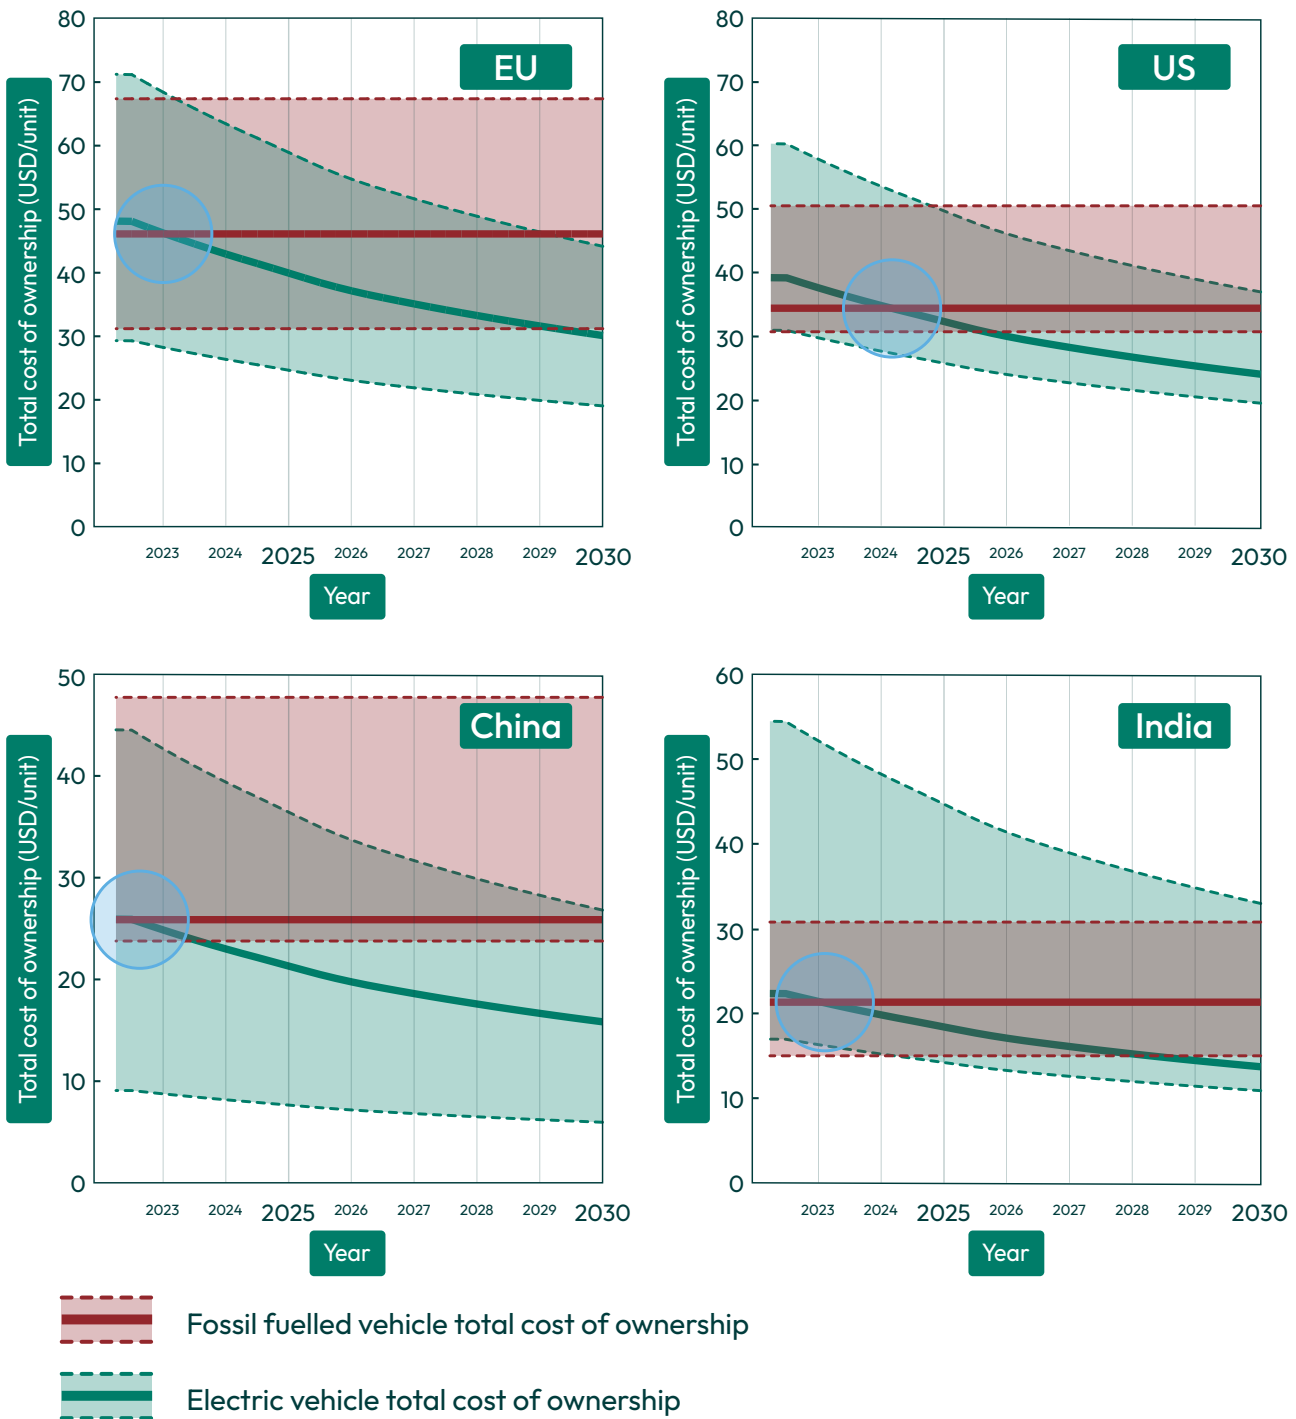 EU
Total cost of ownership (USD/unit)
80
70
60
50
40
30
20
10
0
2023 2024 2025 2026 2027 2028 2029 2030
Year
US
Total cost of ownership (USD/unit)
80
70
60
50
40
30
20
10
0
2023 2024 2025 2026 2027 2028 2029 2030
Year
China
Total cost of ownership (USD/unit)
50
40
30
20
10
0
2023 2024 2025 2026 2027 2028 2029 2030
Year
India
Total cost of ownership (USD/unit)
60
50
40
30
20
10
0
2023 2024 2025 2026 2027 2028 2029 2030
Year
Fossil fuelled vehicle total cost of ownership
Electric vehicle total cost of ownership